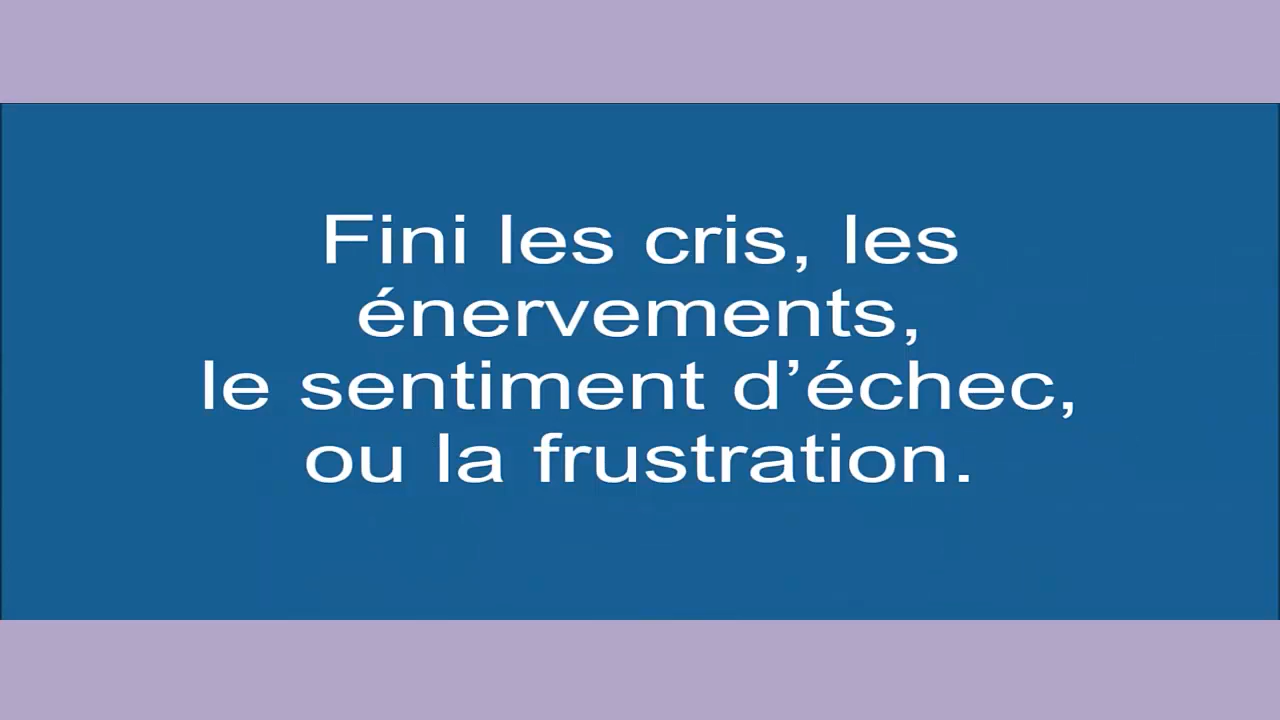 Fini les cris, les
énervements,
le sentiment d’échec,
ou la frustration.